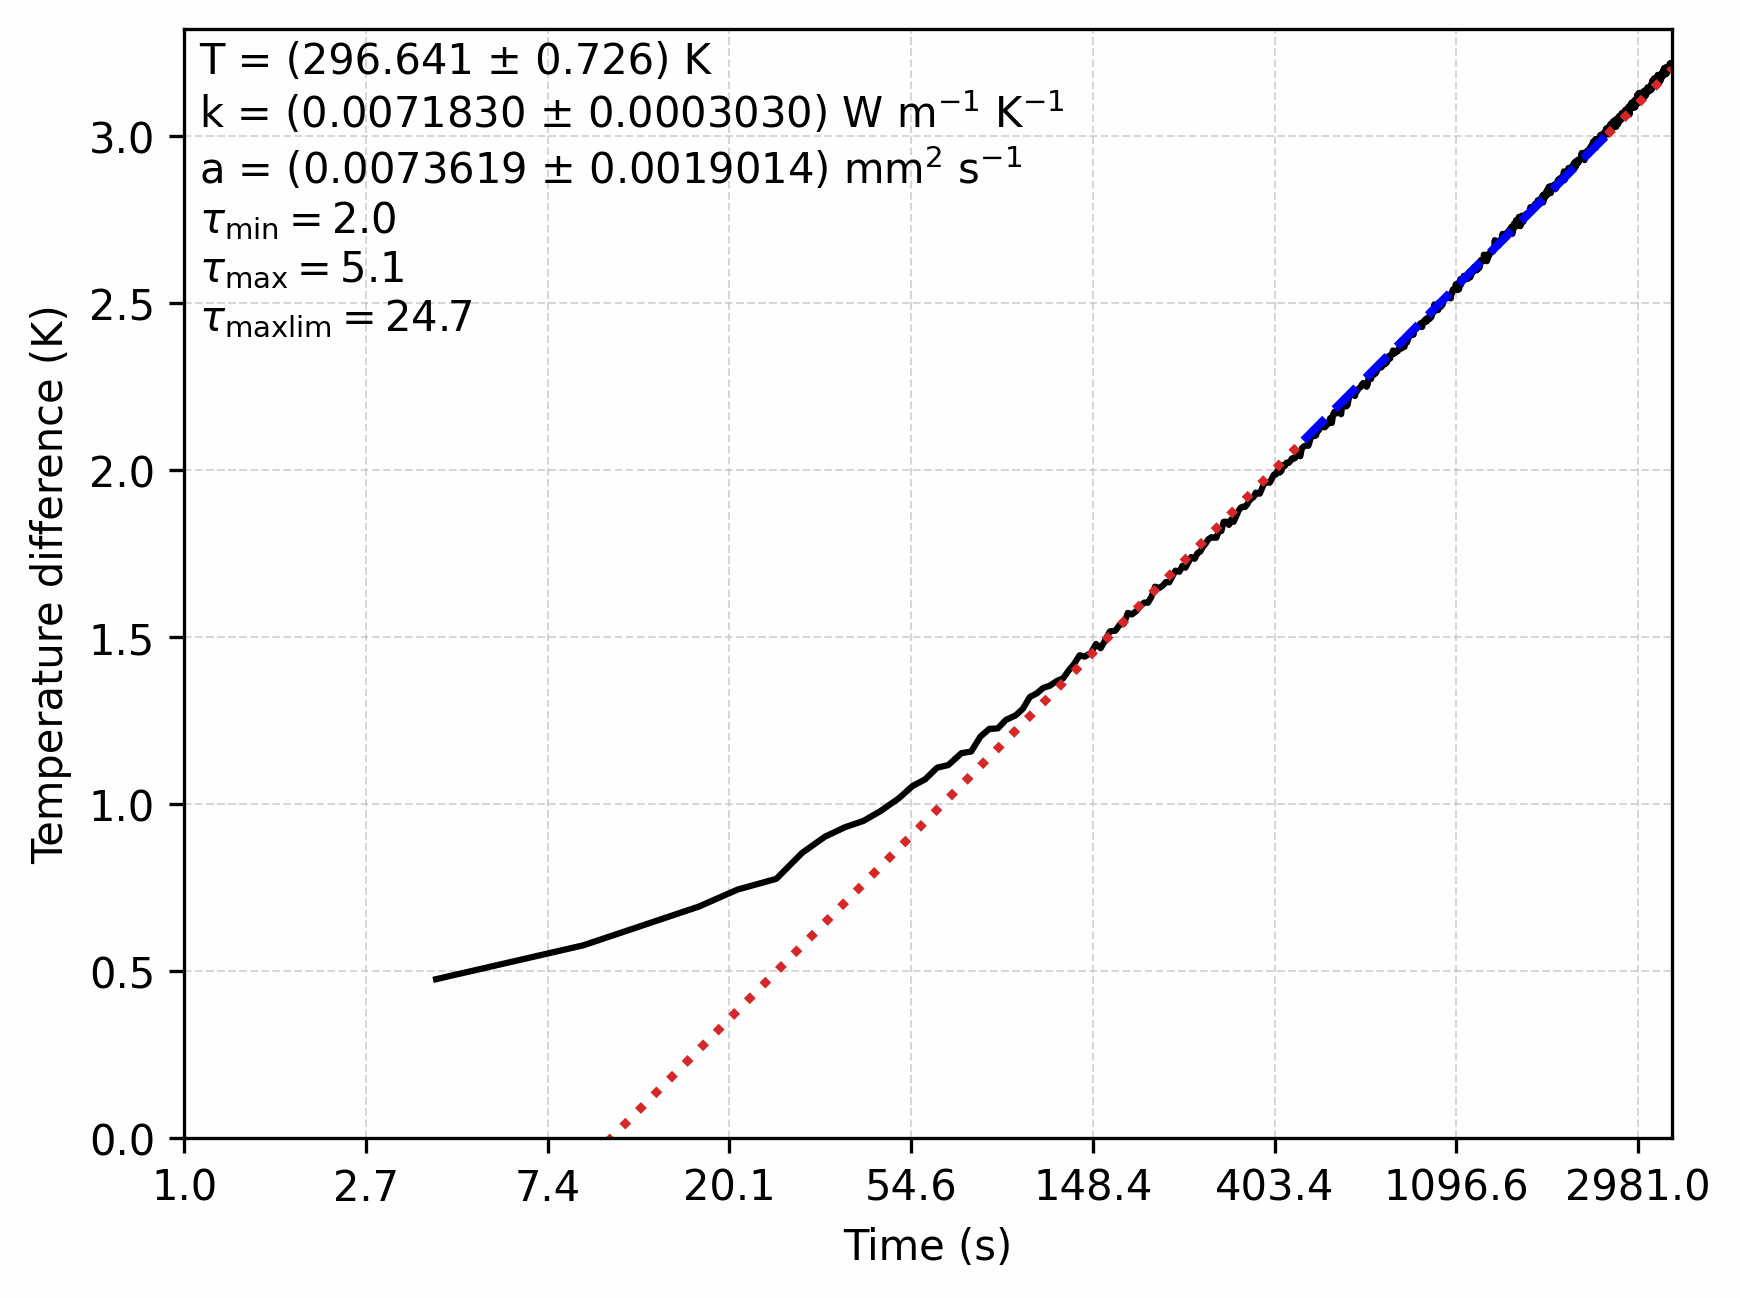 T = (296.641 ± 0.726) K
k = (0.0071830 ± 0.0003030) W m⁻¹ K⁻¹
a = (0.0073619 ± 0.0019014) mm² s⁻¹
τmin = 2.0
τmax = 5.1
τmaxlim = 24.7
Temperature difference (K)
3.0
2.5
2.0
1.5
1.0
0.5
0.0
1.0 2.7 7.4 20.1 54.6 148.4 403.4 1096.6 2981.0
Time (s)